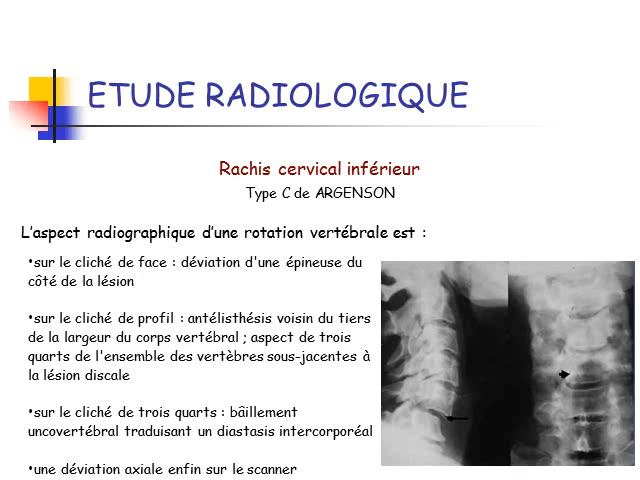 ETUDE RADIOLOGIQUE
Rachis cervical inférieur
Type C de ARGENSON
L'aspect radiographique d'une rotation vertébrale est :
•sur le cliché de face : déviation d'une épineuse du
côté de la lésion
•sur le cliché de profil : antélisthésis voisin du tiers
de la largeur du corps vertébral ; aspect de trois
quarts de l'ensemble des vertèbres sous-jacentes à
la lésion discale
•sur le cliché de trois quarts : bâillement
uncovertébral traduisant un diastasis intercorporéal
•une déviation axiale enfin sur le scanner